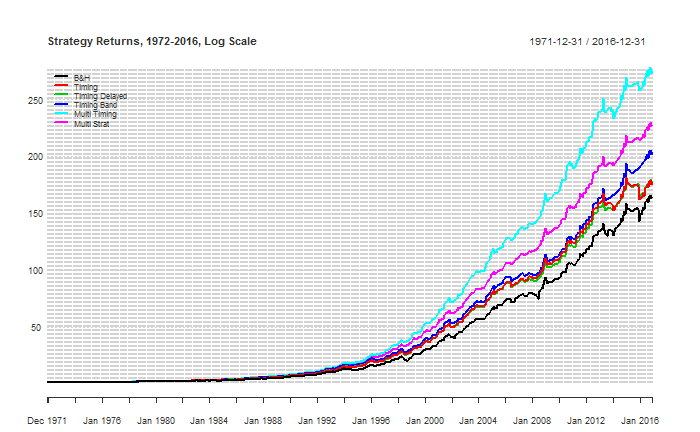 Strategy Returns, 1972-2016, Log Scale
1971-12-31 / 2016-12-31
B&H
Timing
Timing Delayed
Timing Band
Multi Timing
Multi Strat
250
200
150
100
50
Dec 1971 Jan 1976 Jan 1980 Jan 1984 Jan 1988 Jan 1992 Jan 1996 Jan 2000 Jan 2004 Jan 2008 Jan 2012 Jan 2016